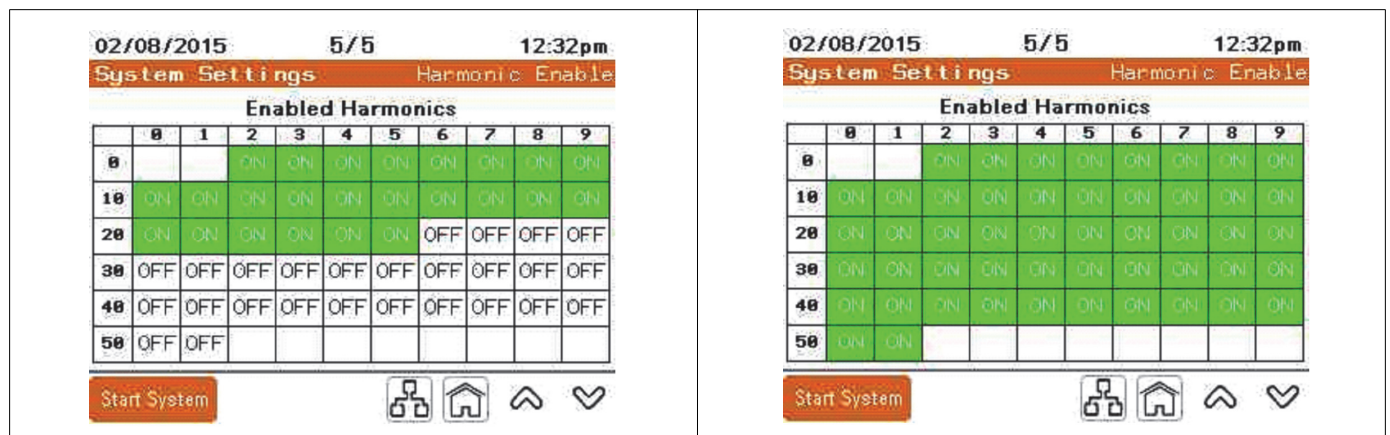 02/08/2015 5/5 12:32pm
System Settings Harmonic Enable
Enabled Harmonics
0 1 2 3 4 5 6 7 8 9
0 ON ON ON ON ON ON ON ON
10 ON ON ON ON ON ON ON ON ON ON
20 ON ON ON ON ON ON OFF OFF OFF OFF
30 OFF OFF OFF OFF OFF OFF OFF OFF OFF OFF
40 OFF OFF OFF OFF OFF OFF OFF OFF OFF OFF
50 OFF OFF
Start System
02/08/2015 5/5 12:32pm
System Settings Harmonic Enable
Enabled Harmonics
0 1 2 3 4 5 6 7 8 9
0 ON ON ON ON ON ON ON ON
10 ON ON ON ON ON ON ON ON ON ON
20 ON ON ON ON ON ON ON ON ON ON
30 ON ON ON ON ON ON ON ON ON ON
40 ON ON ON ON ON ON ON ON ON ON
50 ON ON
Start System